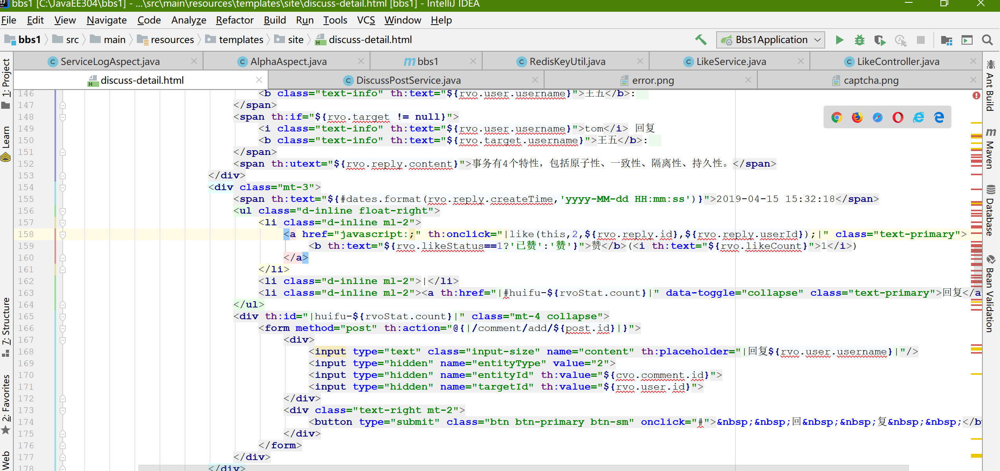 bbs1 [C:\JavaEE304\bbs1] - ...\src\main\resources\templates\site\discuss-detail.html [bbs1] - IntelliJ IDEA
File Edit View Navigate Code Analyze Refactor Build Run Tools VCS Window Help
bbs1 src main resources templates site discuss-detail.html Bbs1Application
ServiceLogAspect.java AlphaAspect.java bbs1 RedisKeyUtil.java LikeService.java LikeController.java
discuss-detail.html DiscussPostService.java error.png captcha.png
1: Project
Learn
7: Structure
2: Favorites
Web
146 <b class="text-info" th:text="${rvo.user.username}">王五</b>:
147 </span>
148 <span th:if="${rvo.target != null}">
149 <i class="text-info" th:text="${rvo.user.username}">tom</i> 回复
150 <b class="text-info" th:text="${rvo.target.username}">王五</b>:
151 </span>
152 <span th:utext="${rvo.reply.content}">事务有4个特性，包括原子性、一致性、隔离性、持久性。</span>
153 </div>
154 <div class="mt-3">
155 <span th:text="${#dates.format(rvo.reply.createTime,'yyyy-MM-dd HH:mm:ss')}">2019-04-15 15:32:18</span>
156 <ul class="d-inline float-right">
157 <li class="d-inline ml-2">
158 <a href="javascript:;" th:onclick="|like(this,2,${rvo.reply.id},${rvo.reply.userId});|" class="text-primary">
159 <b th:text="${rvo.likeStatus==1?'已赞':'赞'}">赞</b>(<i th:text="${rvo.likeCount}">1</i>)
160 </a>
161 </li>
162 <li class="d-inline ml-2">|</li>
163 <li class="d-inline ml-2"><a th:href="|#huifu-${rvoStat.count}|" data-toggle="collapse" class="text-primary">回复</a
164 </ul>
165 <div th:id="|huifu-${rvoStat.count}|" class="mt-4 collapse">
166 <form method="post" th:action="@{|/comment/add/${post.id}|}">
167 <div>
168 <input type="text" class="input-size" name="content" th:placeholder="|回复${rvo.user.username}|"/>
169 <input type="hidden" name="entityType" value="2">
170 <input type="hidden" name="entityId" th:value="${cvo.comment.id}">
171 <input type="hidden" name="targetId" th:value="${rvo.user.id}">
172 </div>
173 <div class="text-right mt-2">
174 <button type="submit" class="btn btn-primary btn-sm" onclick="#">&nbsp;&nbsp;回&nbsp;&nbsp;复&nbsp;&nbsp;</b
175 </div>
176 </form>
177 </div>
178 </div>
Ant Build
Maven
Database
Bean Validation